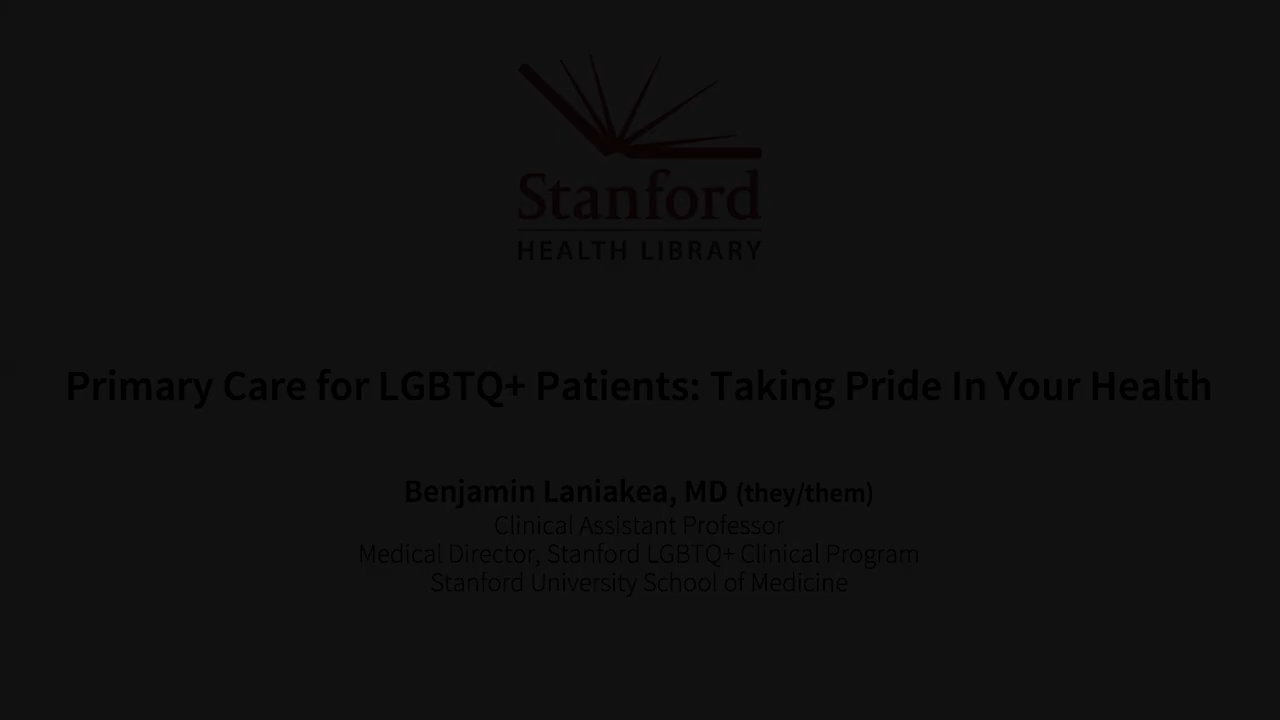 Stanford
HEALTH LIBRARY
Primary Care for LGBTQ+ Patients: Taking Pride In Your Health
Benjamin Laniakea, MD (they/them)
Clinical Assistant Professor
Medical Director, Stanford LGBTQ+ Clinical Program
Stanford University School of Medicine